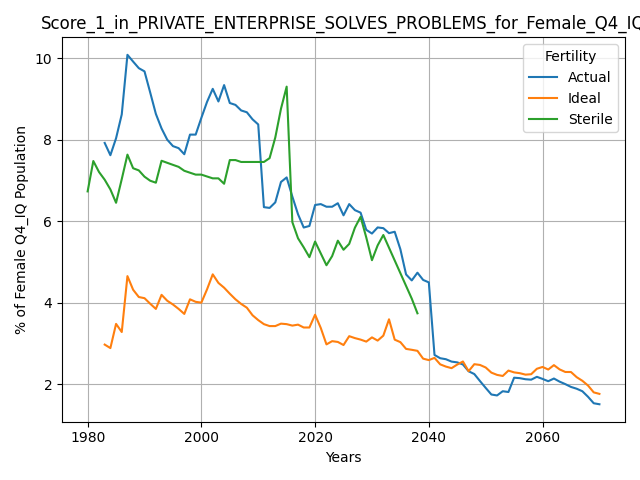 Score_1_in_PRIVATE_ENTERPRISE_SOLVES_PROBLEMS_for_Female_Q4_IQ
Fertility
Actual
Ideal
Sterile
% of Female Q4_IQ Population
10
8
6
4
2
1980 2000 2020 2040 2060
Years